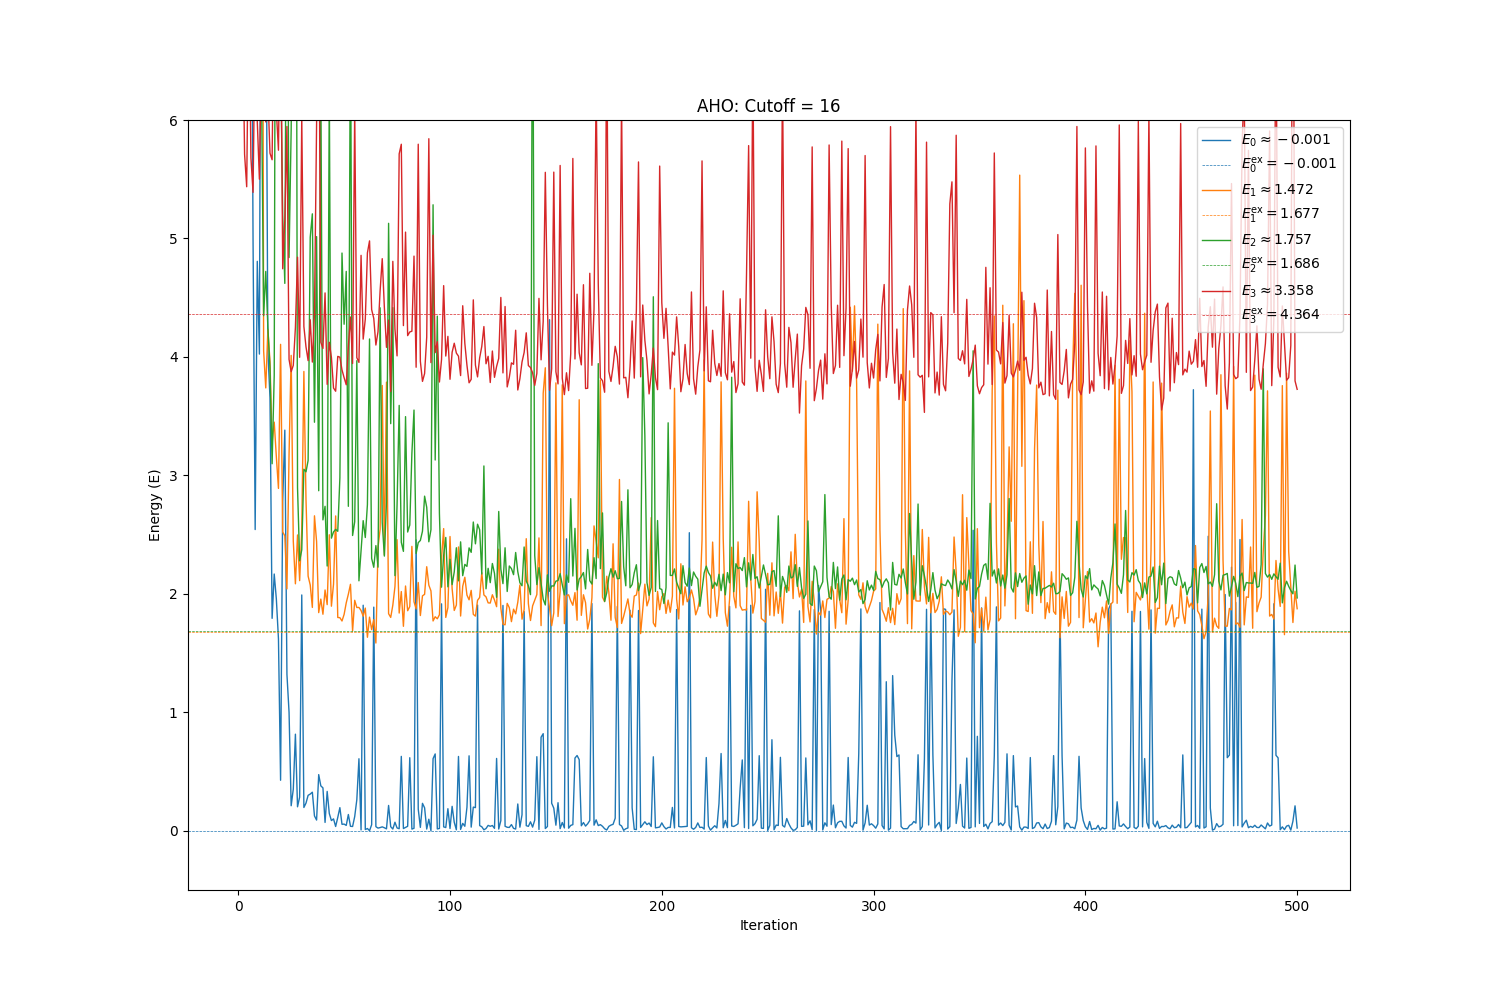 AHO: Cutoff = 16
6
5
4
3
2
1
0
Energy (E)
0 100 200 300 400 500
Iteration
E₀ ≈ −0.001
E₀ᵉˣ = −0.001
E₁ ≈ 1.472
E₁ᵉˣ = 1.677
E₂ ≈ 1.757
E₂ᵉˣ = 1.686
E₃ ≈ 3.358
E₃ᵉˣ = 4.364